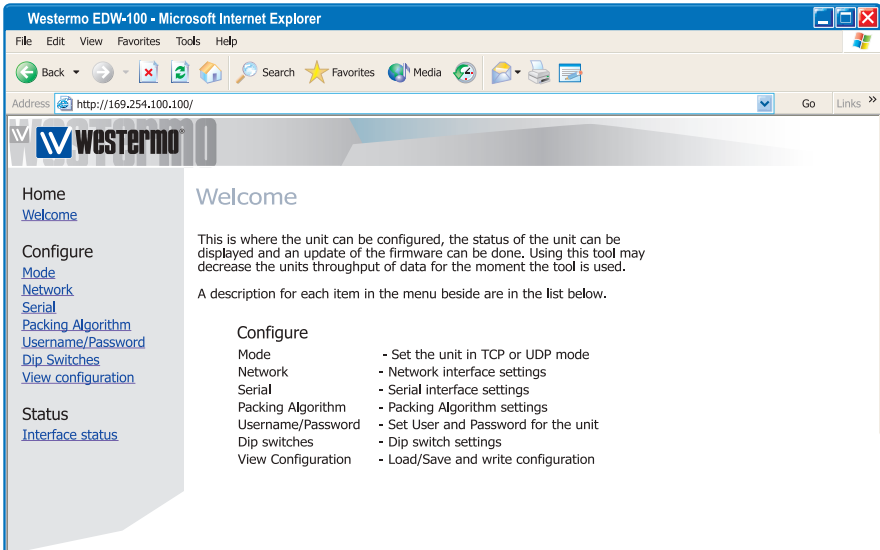 Westermo EDW-100 - Microsoft Internet Explorer
File Edit View Favorites Tools Help
Back Search Favorites Media
Address http://169.254.100.100/ Go Links »
westermo®
Home
Welcome
Configure
Mode
Network
Serial
Packing Algorithm
Username/Password
Dip Switches
View configuration
Status
Interface status
Welcome
This is where the unit can be configured, the status of the unit can be
displayed and an update of the firmware can be done. Using this tool may
decrease the units throughput of data for the moment the tool is used.
A description for each item in the menu beside are in the list below.
Configure
Mode - Set the unit in TCP or UDP mode
Network - Network interface settings
Serial - Serial interface settings
Packing Algorithm - Packing Algorithm settings
Username/Password - Set User and Password for the unit
Dip switches - Dip switch settings
View Configuration - Load/Save and write configuration